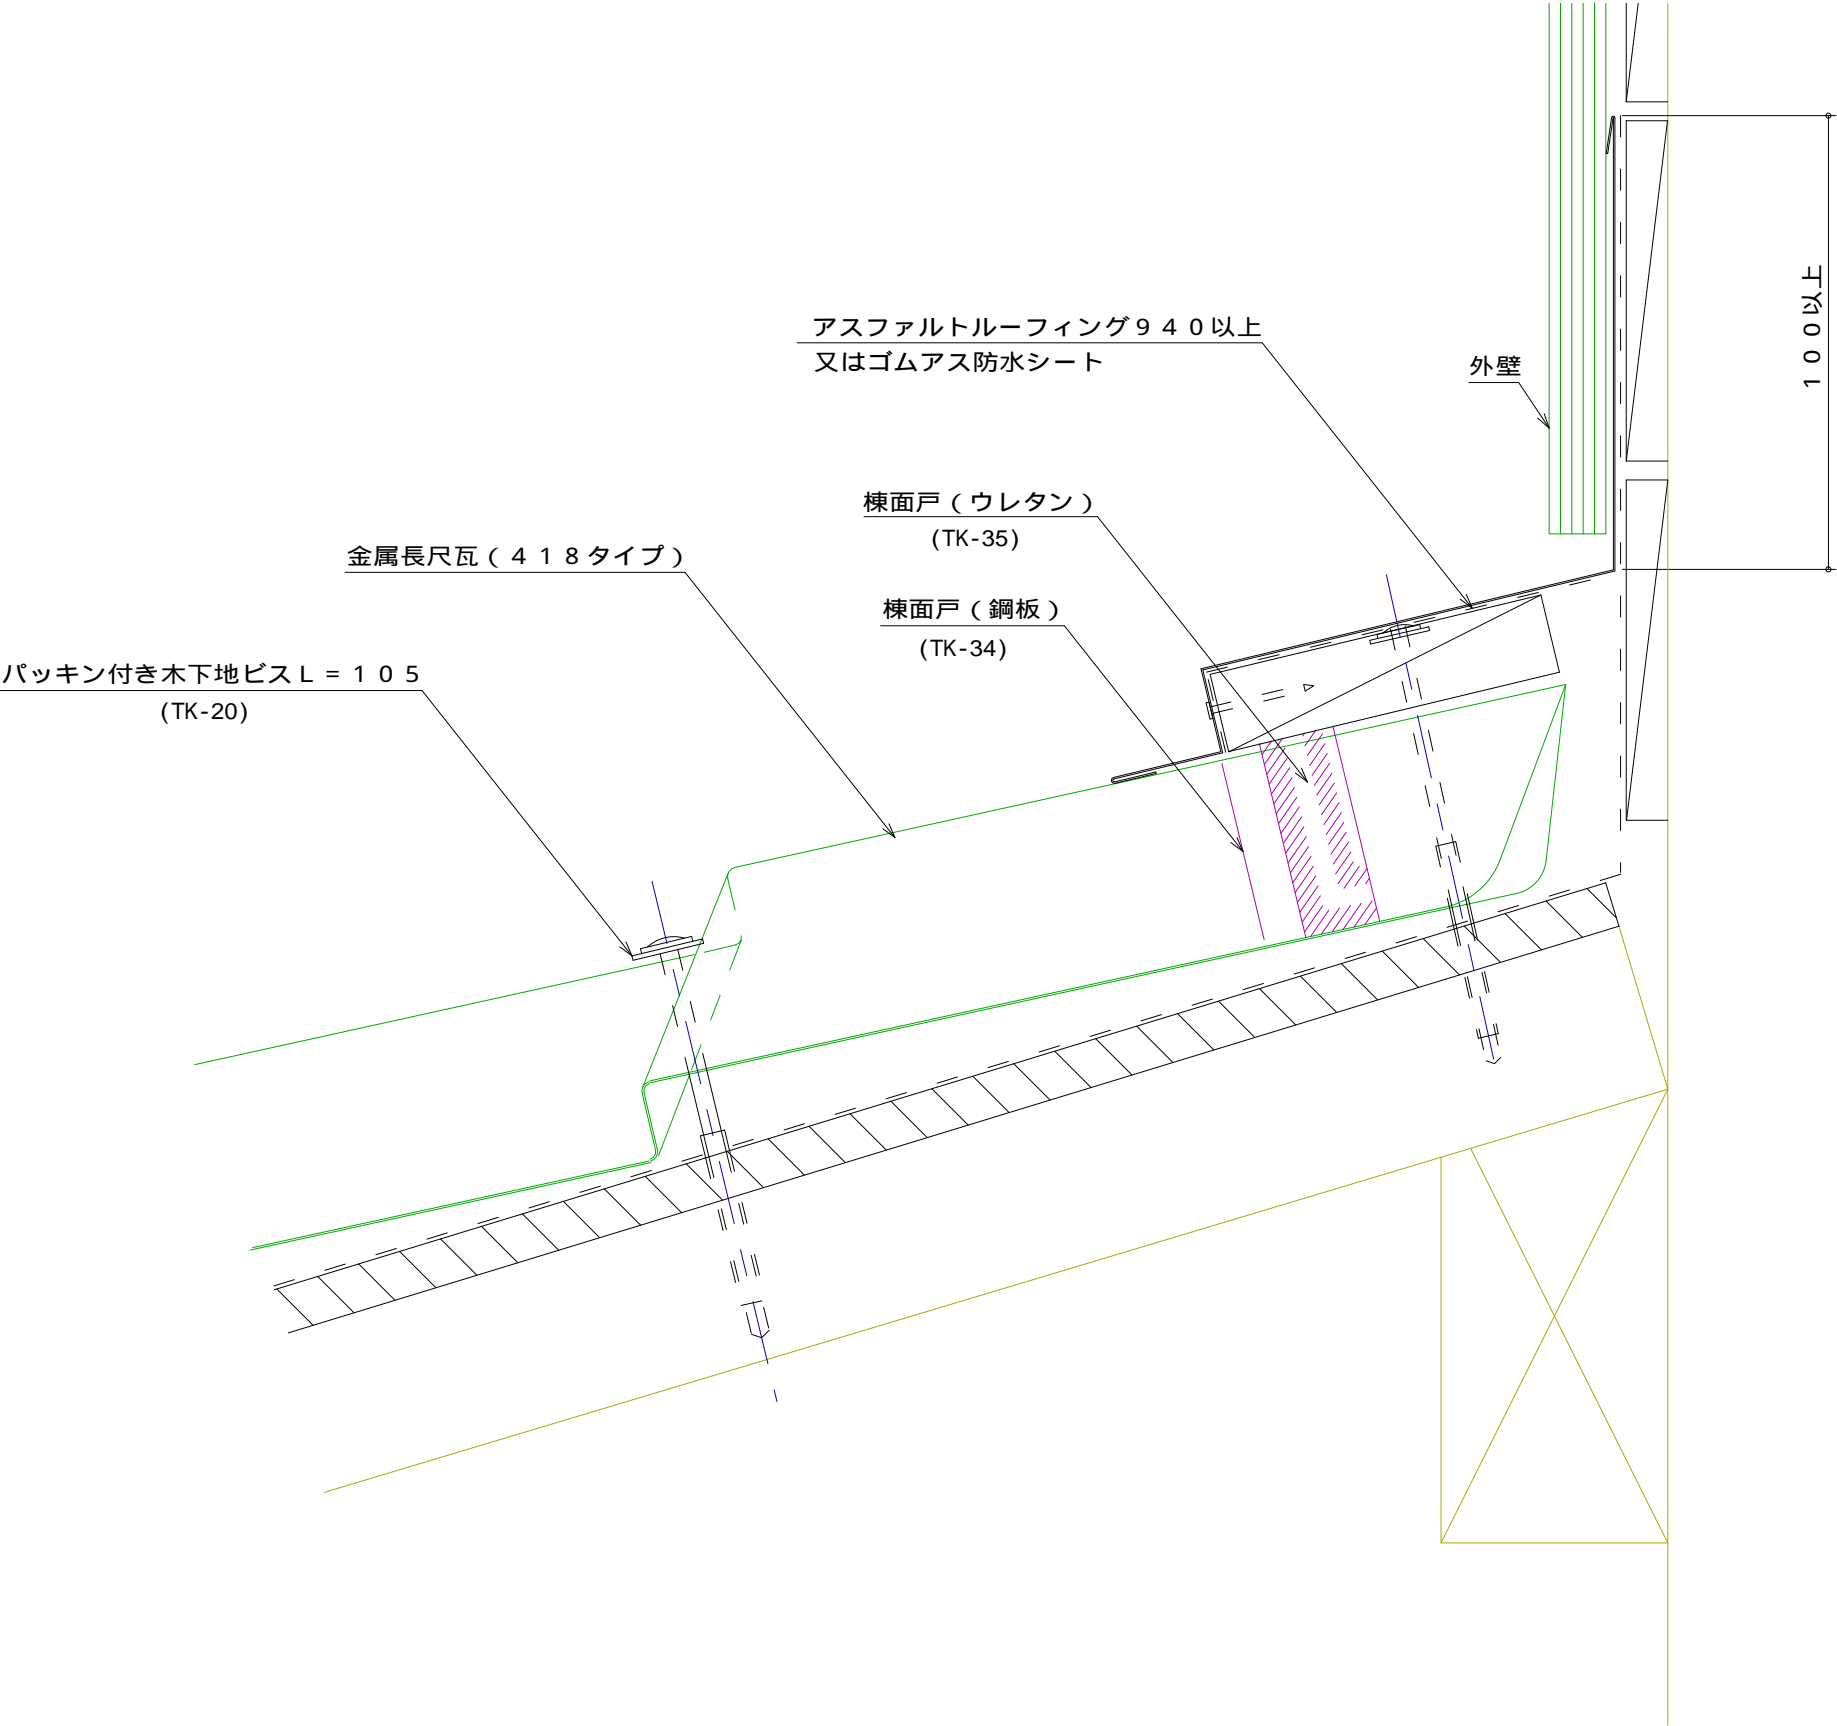 アスファルトルーフィング９４０以上
又はゴムアス防水シート
外壁
１００以上
棟面戸（ウレタン）
(TK-35)
金属長尺瓦（４１８タイプ）
棟面戸（鋼板）
(TK-34)
パッキン付き木下地ビスＬ＝１０５
(TK-20)